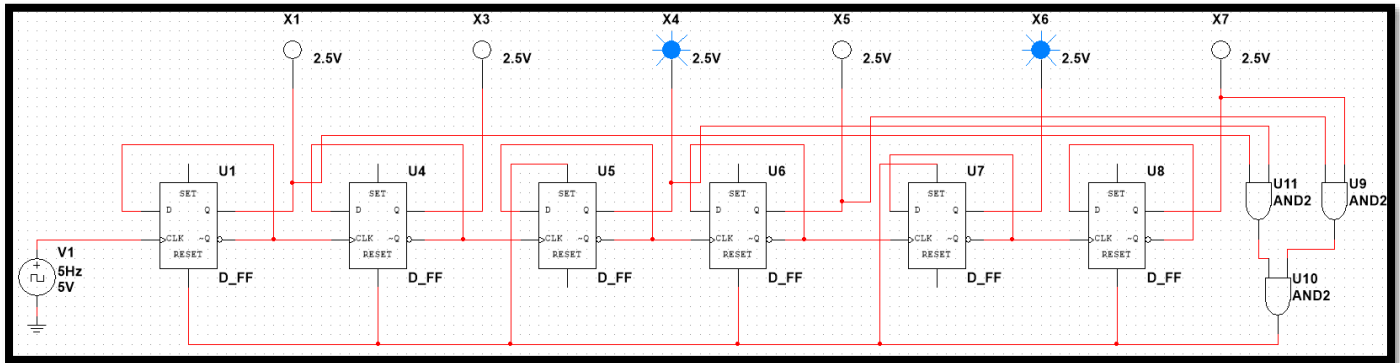 X1 X3 X4 X5 X6 X7
2.5V 2.5V 2.5V 2.5V 2.5V 2.5V
U1 U4 U5 U6 U7 U8
SET SET SET SET SET SET
U11 U9
AND2 AND2
D Q D Q D Q D Q D Q D Q
CLK ~Q CLK ~Q CLK ~Q CLK ~Q CLK ~Q CLK ~Q
RESET RESET RESET RESET RESET RESET
V1
5Hz
5V
D_FF D_FF D_FF D_FF D_FF D_FF
U10
AND2